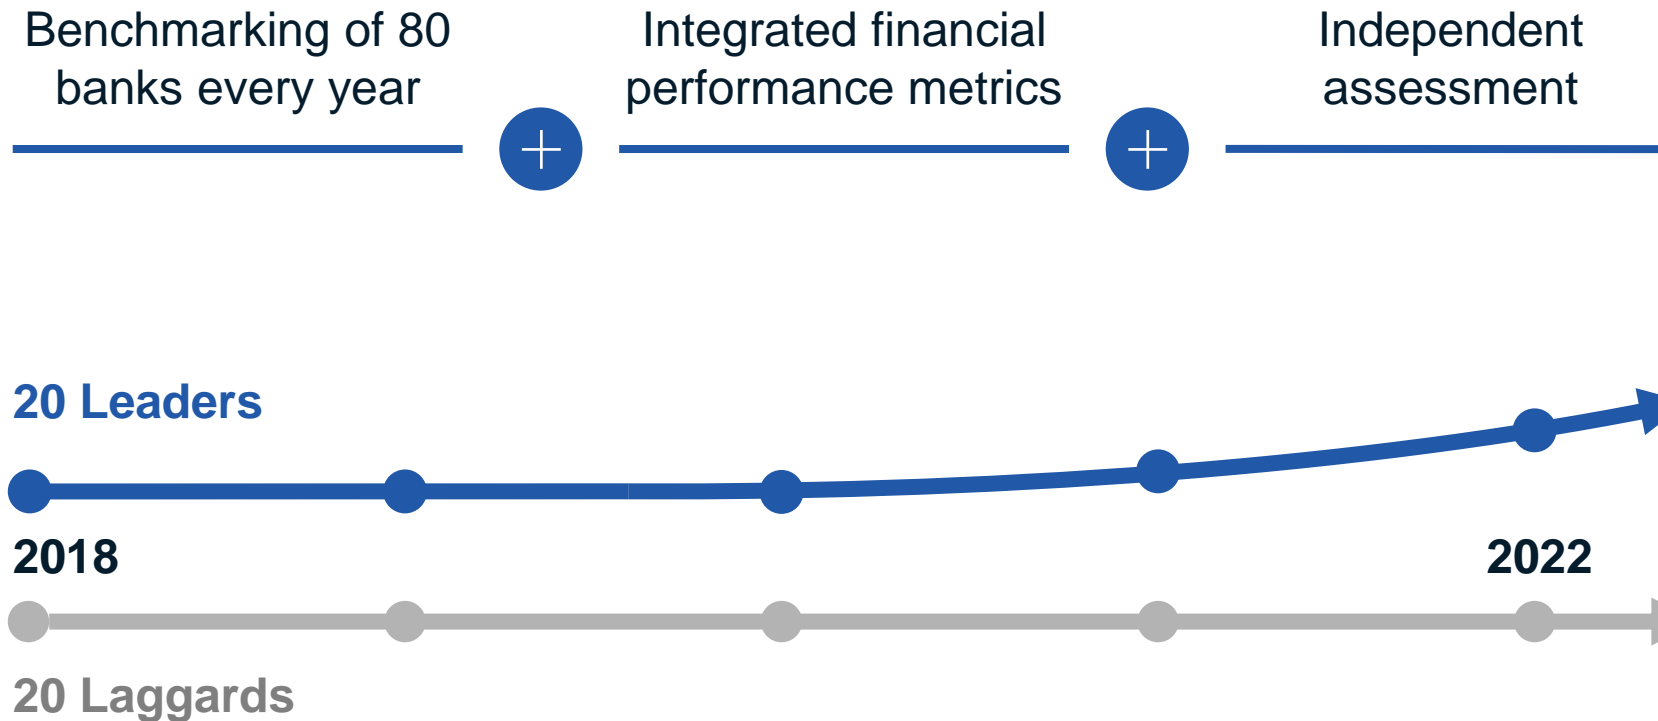 Benchmarking of 80
banks every year
Integrated financial
performance metrics
Independent
assessment
20 Leaders
2018
2022
20 Laggards